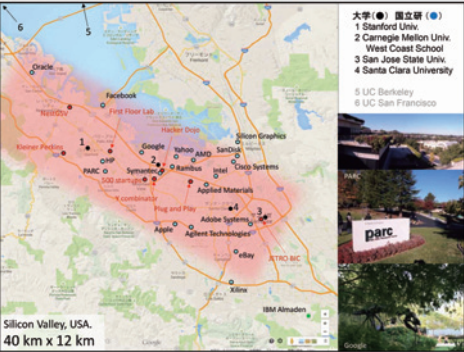 6
5
Oracle
Facebook
First Floor Lab
NestGSV
Hacker Dojo
1
Google
Silicon Graphics
Kleiner Perkins
Yahoo
SanDisk
HP
2
AMD
PARC
Symantec
Rambus
Cisco Systems
500 startups
Intel
Applied Materials
Y combinator
Plug and Play
4
3
Adobe Systems
Apple
Agilent Technologies
JETRO BIC
eBay
Xilinx
IBM Almaden
Silicon Valley, USA.
40 km x 12 km
Google
大学(●) 国立研(●)
1 Stanford Univ.
2 Carnegie Mellon Univ.
West Coast School
3 San Jose State Univ.
4 Santa Clara University
5 UC Berkeley
6 UC San Francisco
PARC
parc
Google